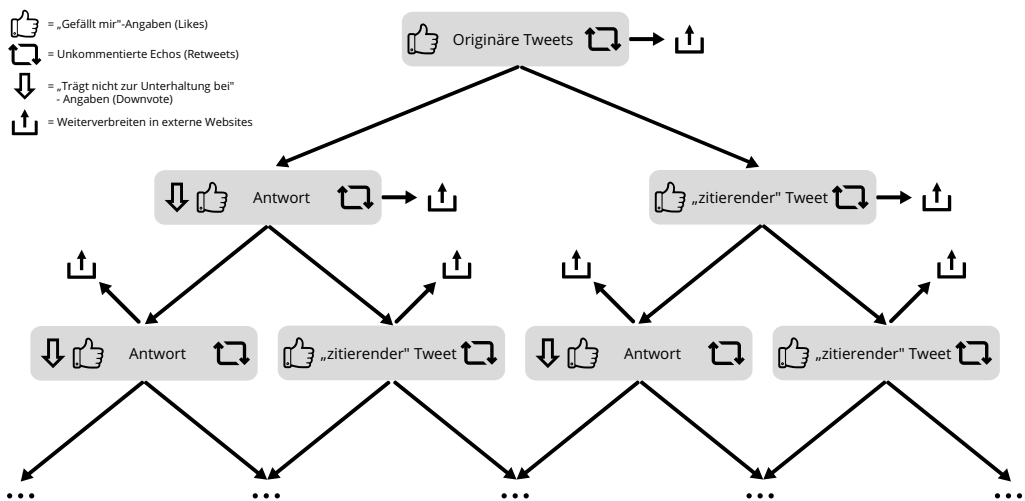 = „Gefällt mir"-Angaben (Likes)
= Unkommentierte Echos (Retweets)
= „Trägt nicht zur Unterhaltung bei"
- Angaben (Downvote)
= Weiterverbreiten in externe Websites
Originäre Tweets
Antwort
„zitierender" Tweet
Antwort
„zitierender" Tweet
Antwort
„zitierender" Tweet
...
...
...
...
...